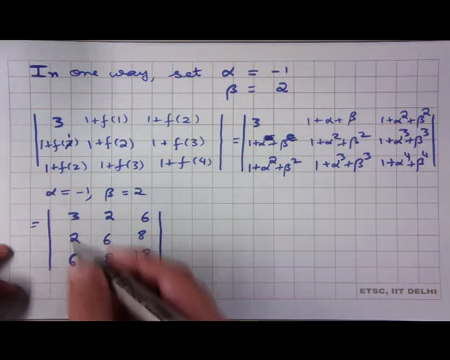 In one way, set α = -1
β = 2
| 3 1+f(1) 1+f(2) | = | 3 1+α+β 1+α²+β² |
| 1+f(1) 1+f(2) 1+f(3) | | 1+α+β 1+α²+β² 1+α³+β³ |
| 1+f(2) 1+f(3) 1+f(4) | | 1+α²+β² 1+α³+β³ 1+α⁴+β⁴ |
α = -1, β = 2
= | 3 2 6 |
| 2 6 8 |
| 6 8 18 |
ETSC, IIT DELHI